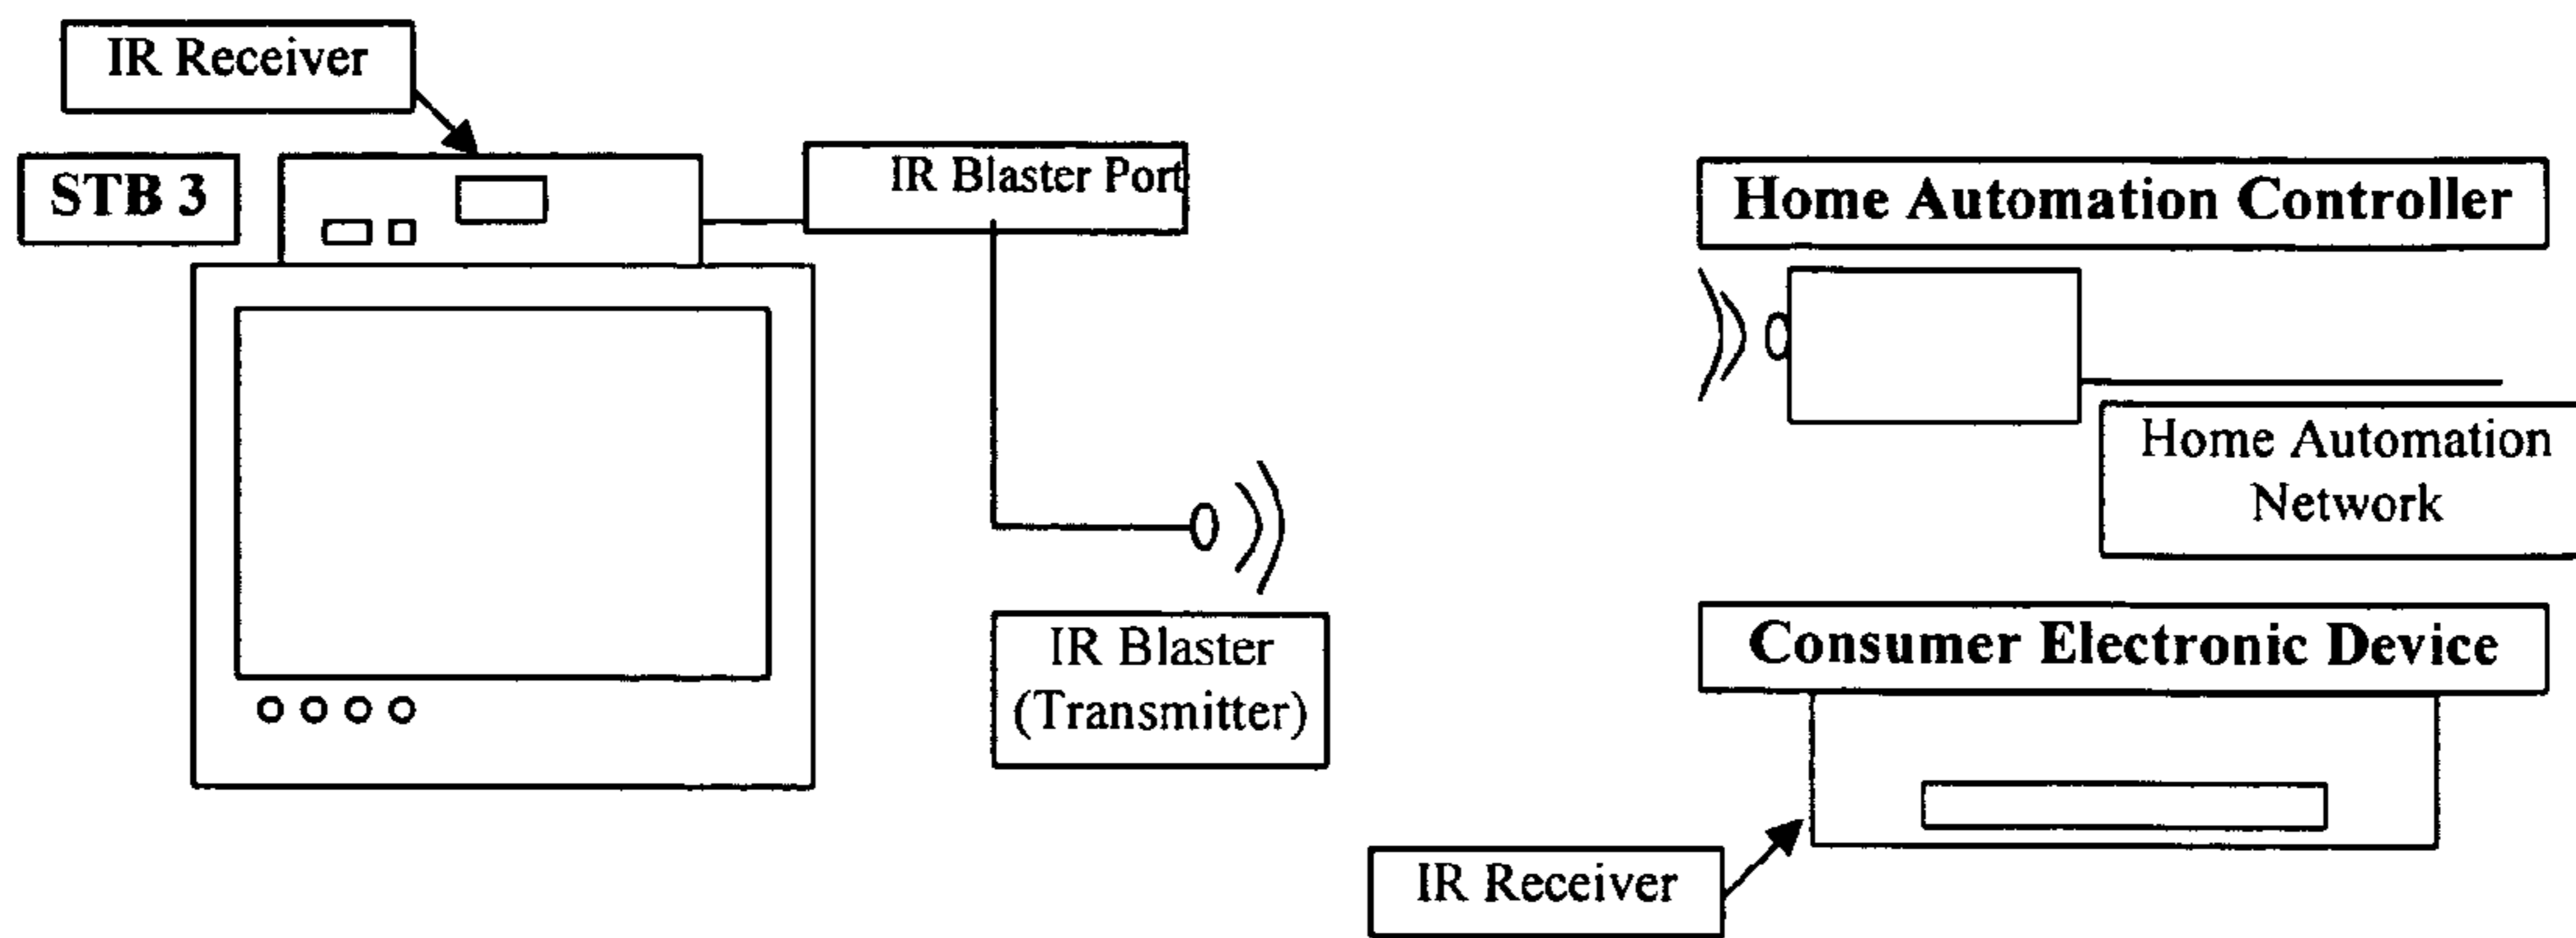 IR Receiver
STB 3
IR Blaster Port
Home Automation Controller
Home Automation
Network
IR Blaster
(Transmitter)
Consumer Electronic Device
IR Receiver